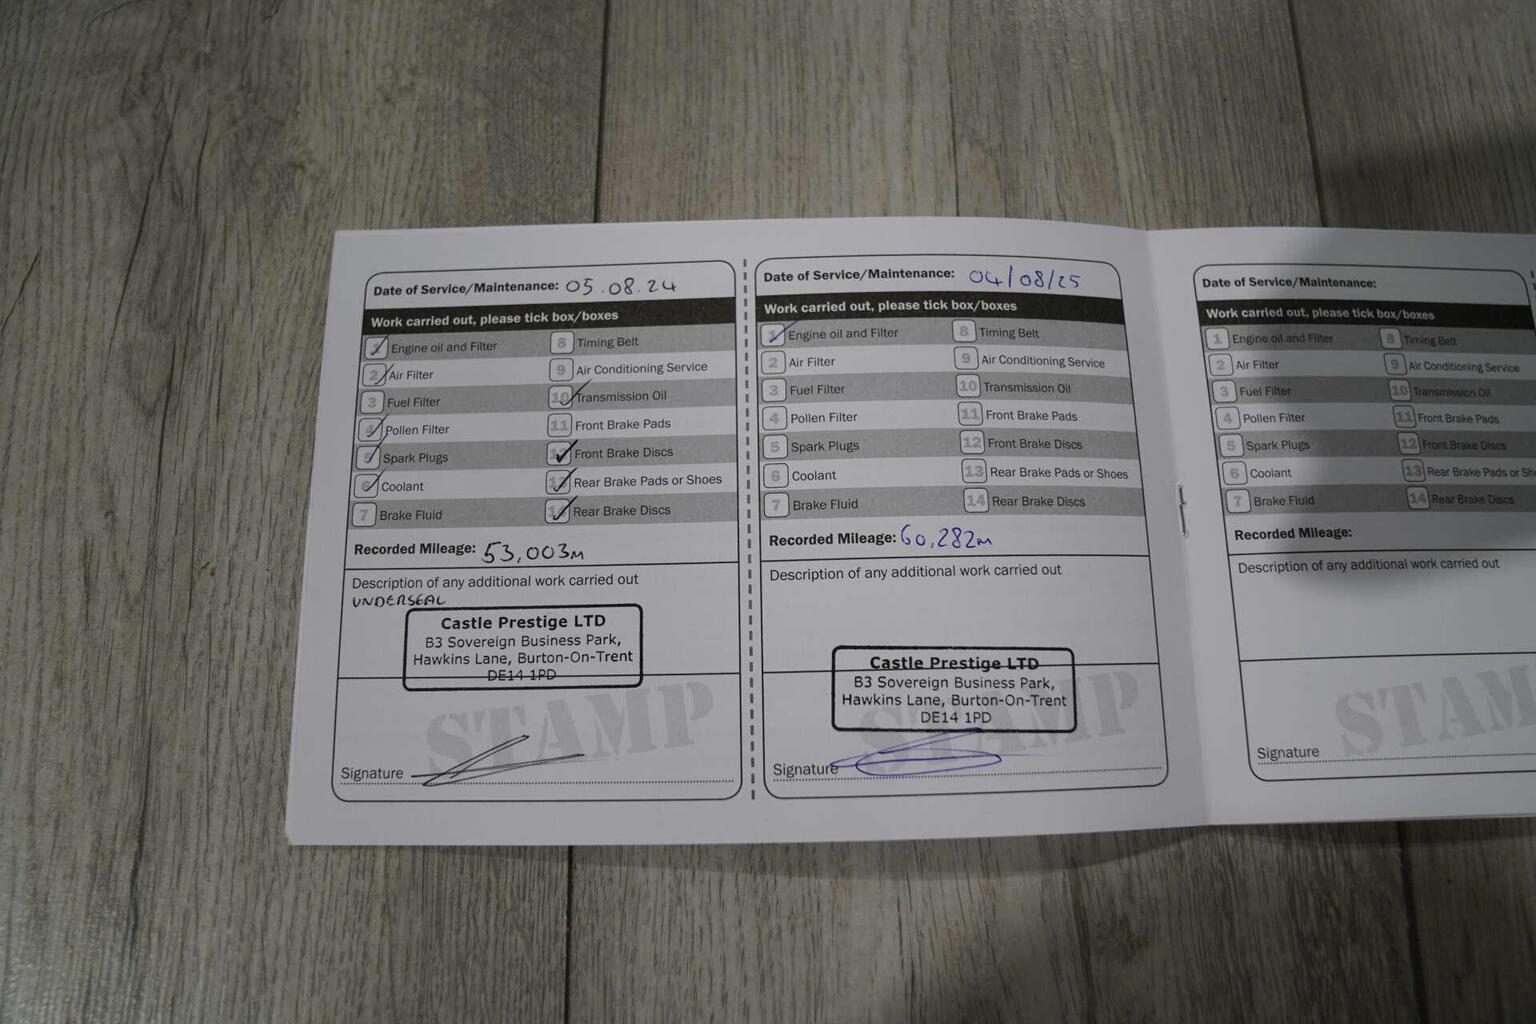 Date of Service/Maintenance: 05.08.24
Work carried out, please tick box/boxes
1 Engine oil and Filter
2 Air Filter
3 Fuel Filter
4 Pollen Filter
5 Spark Plugs
6 Coolant
7 Brake Fluid
8 Timing Belt
9 Air Conditioning Service
10 Transmission Oil
11 Front Brake Pads
12 Front Brake Discs
13 Rear Brake Pads or Shoes
14 Rear Brake Discs
Recorded Mileage: 53,003m
Description of any additional work carried out
UNDERSEAL
Castle Prestige LTD
B3 Sovereign Business Park,
Hawkins Lane, Burton-On-Trent
DE14 1PD
STAMP
Signature
Date of Service/Maintenance: 04/08/25
Work carried out, please tick box/boxes
1 Engine oil and Filter
2 Air Filter
3 Fuel Filter
4 Pollen Filter
5 Spark Plugs
6 Coolant
7 Brake Fluid
8 Timing Belt
9 Air Conditioning Service
10 Transmission Oil
11 Front Brake Pads
12 Front Brake Discs
13 Rear Brake Pads or Shoes
14 Rear Brake Discs
Recorded Mileage: 60,282m
Description of any additional work carried out
Castle Prestige LTD
B3 Sovereign Business Park,
Hawkins Lane, Burton-On-Trent
DE14 1PD
STAMP
Signature
Date of Service/Maintenance:
Work carried out, please tick box/boxes
1 Engine oil and Filter
2 Air Filter
3 Fuel Filter
4 Pollen Filter
5 Spark Plugs
6 Coolant
7 Brake Fluid
8 Timing Belt
9 Air Conditioning Service
10 Transmission Oil
11 Front Brake Pads
12 Front Brake Discs
13 Rear Brake Pads or Sh
14 Rear Brake Discs
Recorded Mileage:
Description of any additional work carried out
STAM
Signature